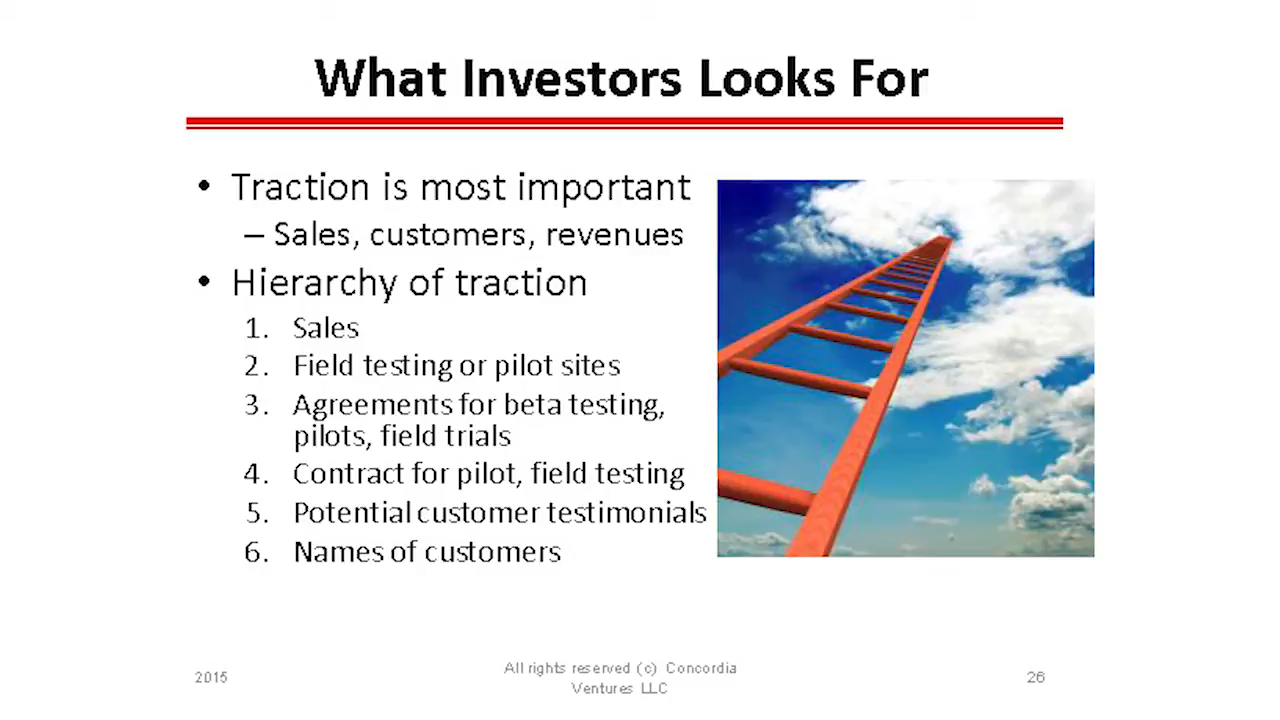 What Investors Looks For
• Traction is most important
– Sales, customers, revenues
• Hierarchy of traction
1. Sales
2. Field testing or pilot sites
3. Agreements for beta testing,
pilots, field trials
4. Contract for pilot, field testing
5. Potential customer testimonials
6. Names of customers
2015
All rights reserved (c) Concordia
Ventures LLC
26